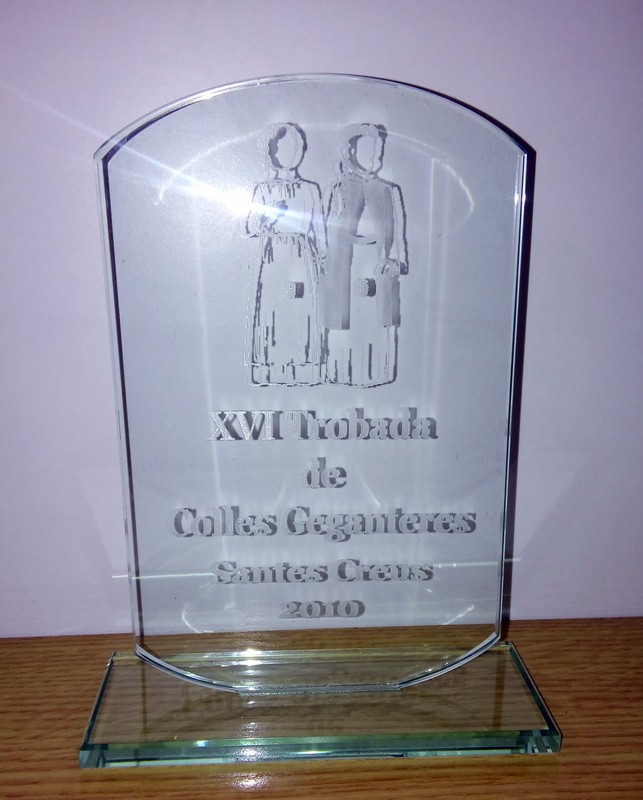 XVI Trobada
de
Colles Geganteres
Santes Creus
2010